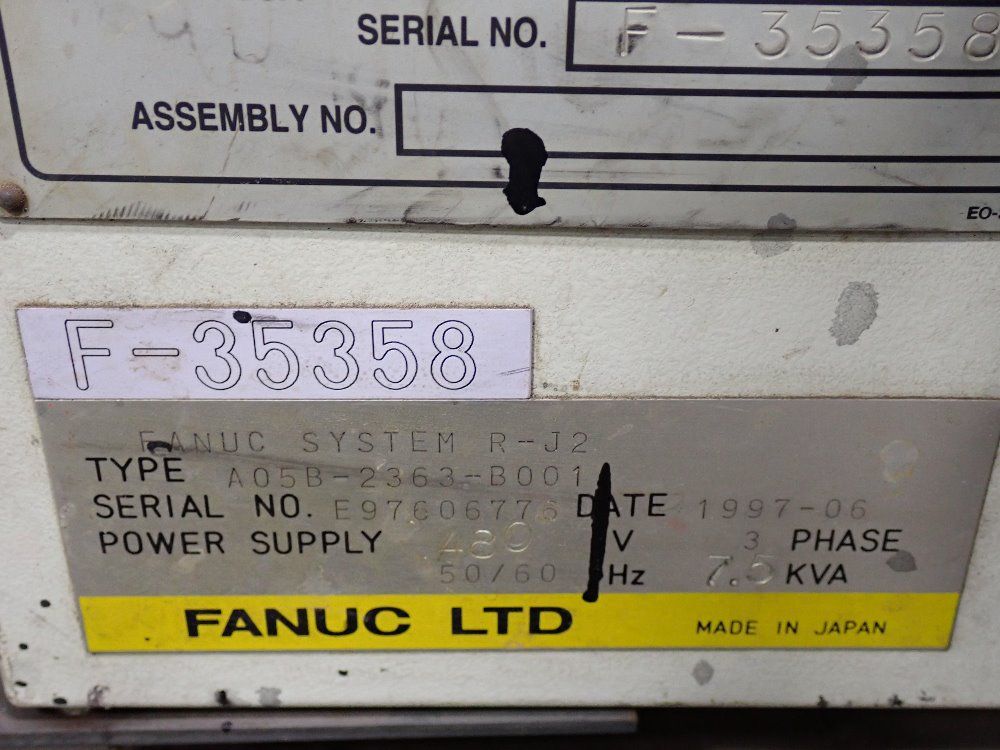 SERIAL NO. F-35358
ASSEMBLY NO.
EO-
F-35358
FANUC SYSTEM R-J2
TYPE A05B-2363-B001
SERIAL NO. E97606776 DATE 1997-06
POWER SUPPLY 480 V 3 PHASE
50/60 Hz 7.5 KVA
FANUC LTD MADE IN JAPAN